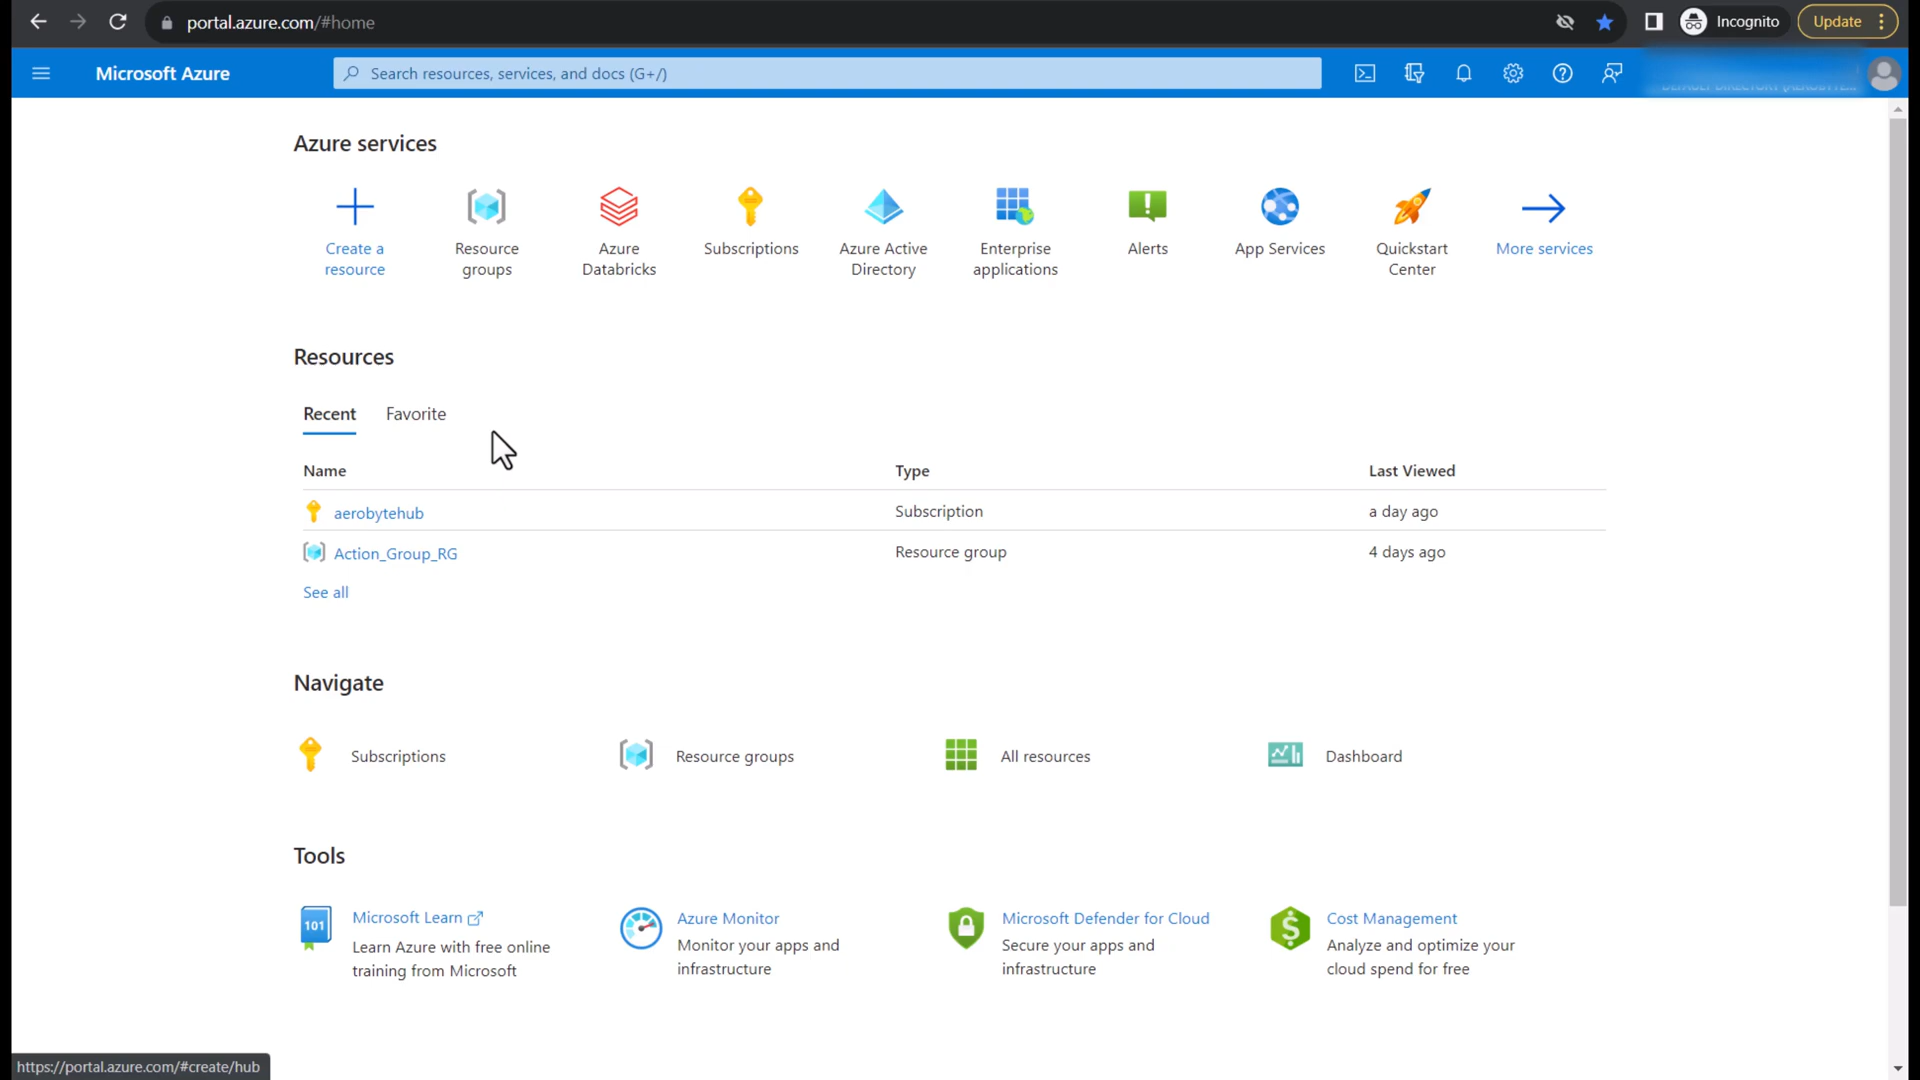 portal.azure.com/#home
Incognito
Update
Microsoft Azure
Search resources, services, and docs (G+/)
Azure services
Create a
resource
Resource
groups
Azure
Databricks
Subscriptions
Azure Active
Directory
Enterprise
applications
Alerts
App Services
Quickstart
Center
More services
Resources
Recent
Favorite
Name
Type
Last Viewed
aerobytehub
Subscription
a day ago
Action_Group_RG
Resource group
4 days ago
See all
Navigate
Subscriptions
Resource groups
All resources
Dashboard
Tools
101
Microsoft Learn
Learn Azure with free online
training from Microsoft
Azure Monitor
Monitor your apps and
infrastructure
Microsoft Defender for Cloud
Secure your apps and
infrastructure
$
Cost Management
Analyze and optimize your
cloud spend for free
https://portal.azure.com/#create/hub